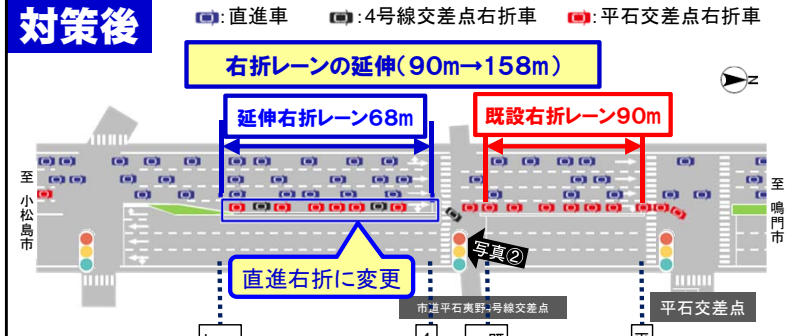 対策後
:直進車
:4号線交差点右折車
:平石交差点右折車
右折レーンの延伸(90m→158m)
N
延伸右折レーン68m
既設右折レーン90m
至 小松島市
至 鳴門市
写真②
直進右折に変更
市道平石夷野4号線交差点
平石交差点